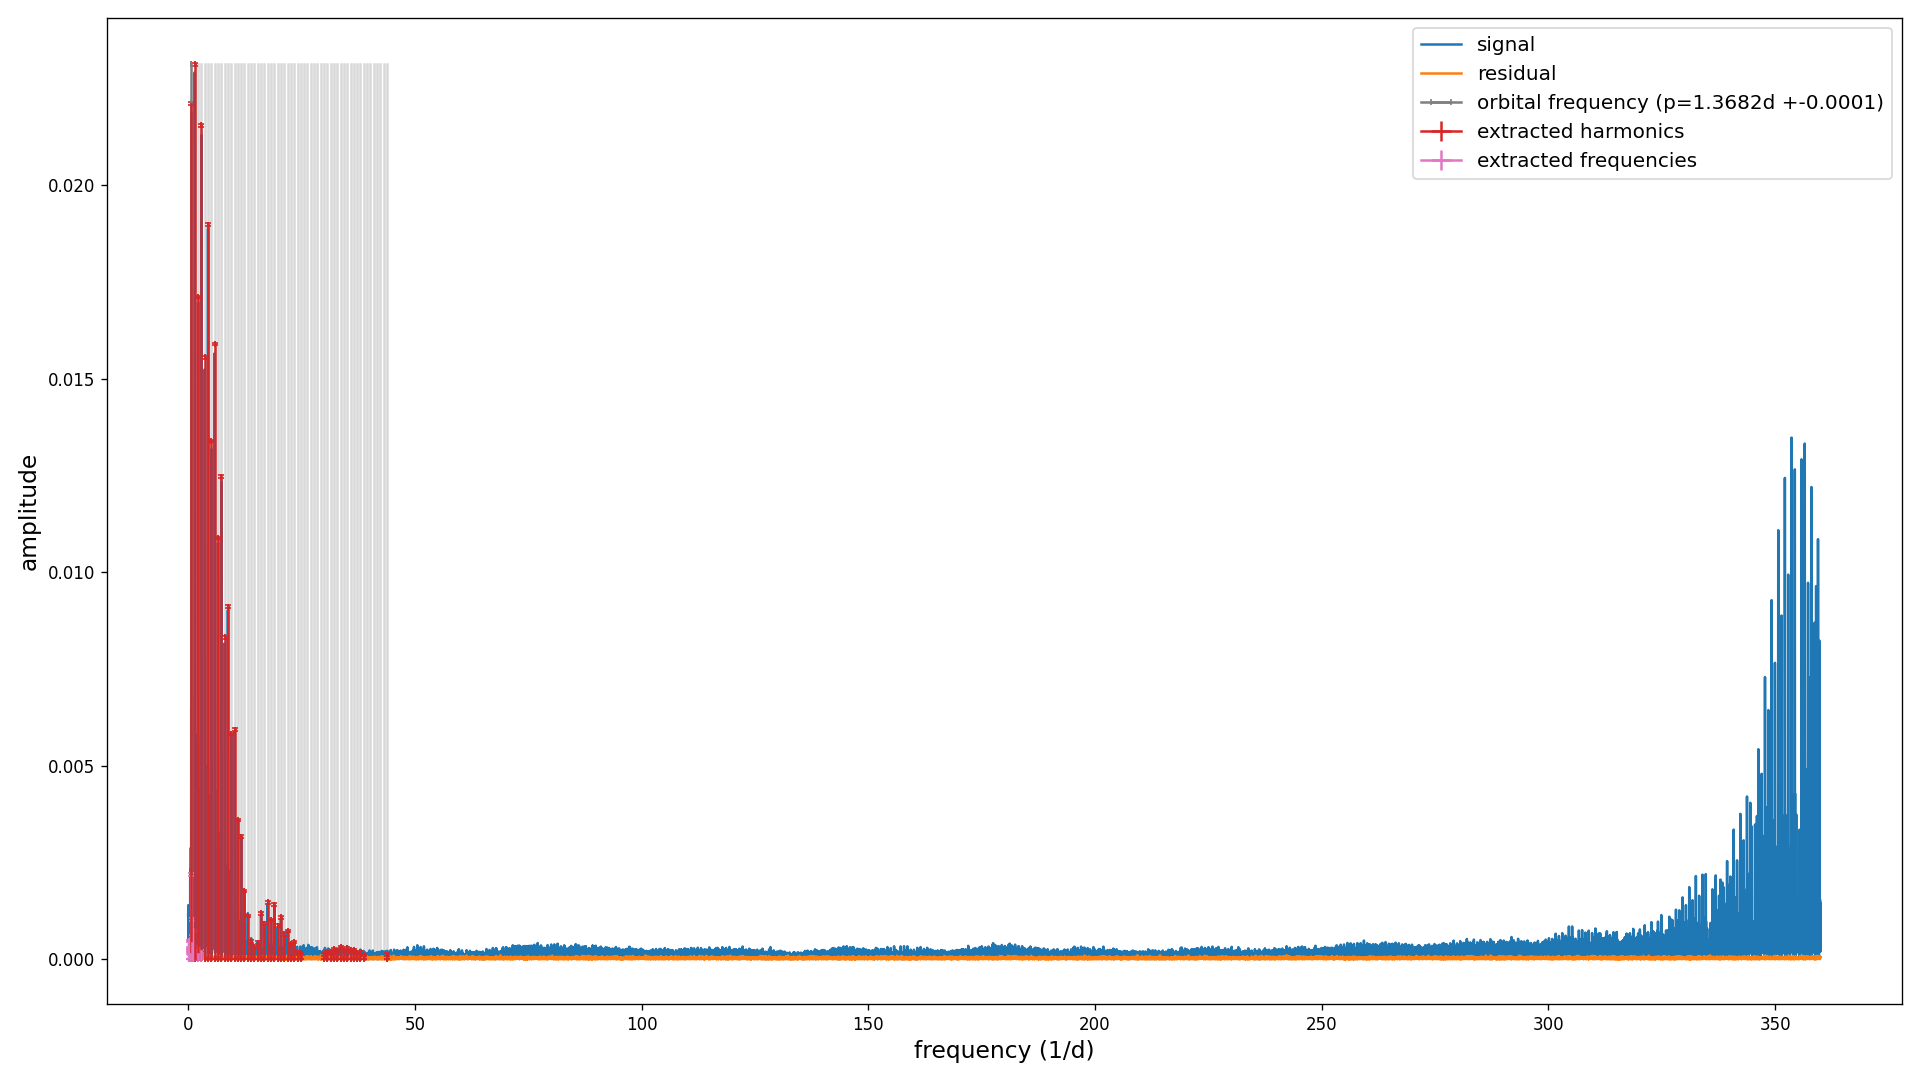 signal
residual
orbital frequency (p=1.3682d +-0.0001)
extracted harmonics
extracted frequencies
amplitude
0.020
0.015
0.010
0.005
0.000
0 50 100 150 200 250 300 350
frequency (1/d)